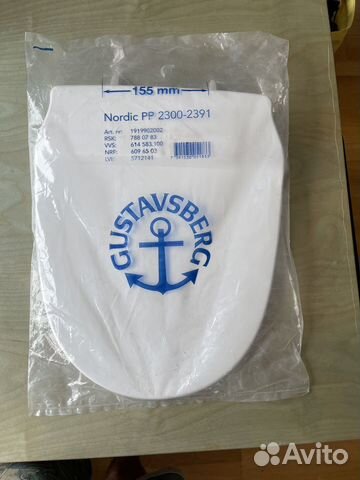 155 mm
Nordic PP 2300-2391
Art. nr: 1919902002
RSK: 788 07 83
VVS: 614 583.100
NRF: 609 65 03
LVI: 5712141
GUSTAVSBERG
Avito